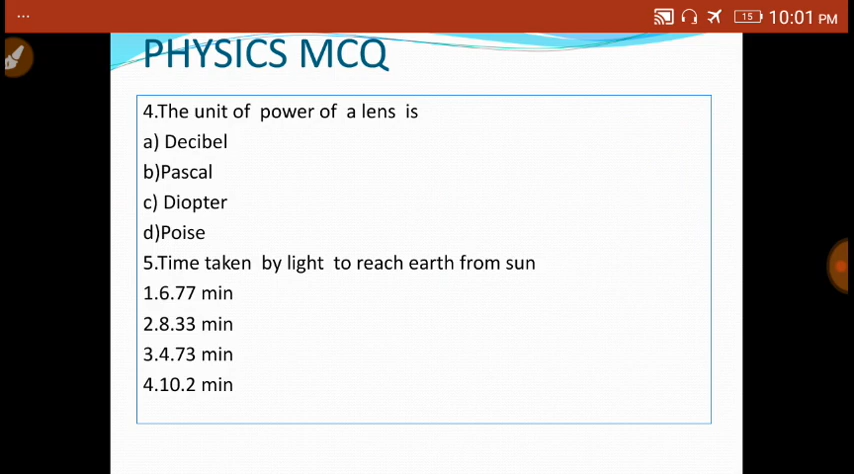 ...
15 10:01 PM
PHYSICS MCQ
4.The unit of power of a lens is
a) Decibel
b)Pascal
c) Diopter
d)Poise
5.Time taken by light to reach earth from sun
1.6.77 min
2.8.33 min
3.4.73 min
4.10.2 min